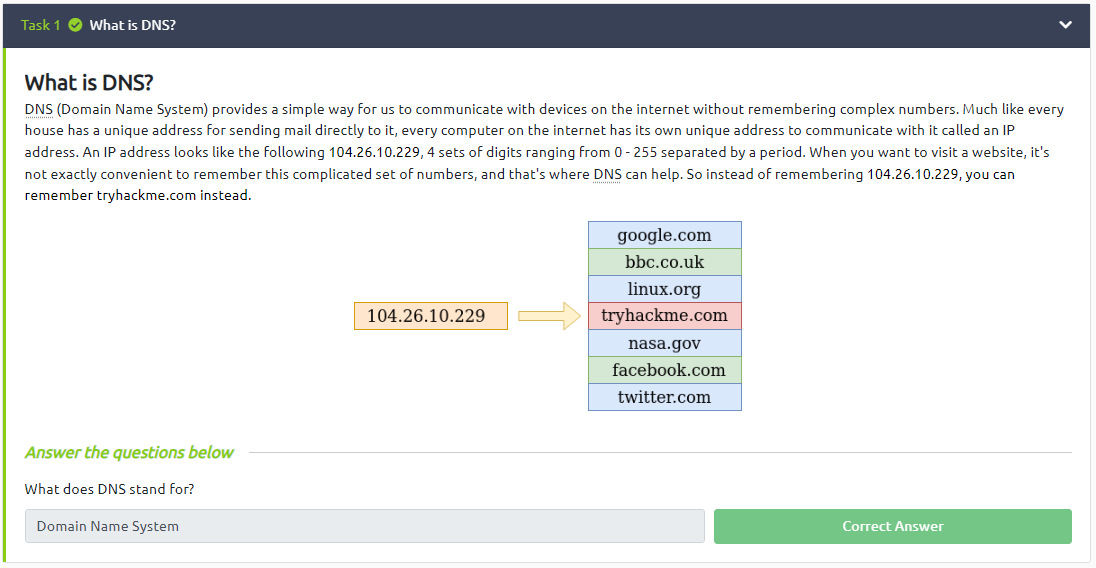 Task 1 What is DNS?
What is DNS?
DNS (Domain Name System) provides a simple way for us to communicate with devices on the internet without remembering complex numbers. Much like every
house has a unique address for sending mail directly to it, every computer on the internet has its own unique address to communicate with it called an IP
address. An IP address looks like the following 104.26.10.229, 4 sets of digits ranging from 0 - 255 separated by a period. When you want to visit a website, it's
not exactly convenient to remember this complicated set of numbers, and that's where DNS can help. So instead of remembering 104.26.10.229, you can
remember tryhackme.com instead.
google.com
bbc.co.uk
linux.org
104.26.10.229 tryhackme.com
nasa.gov
facebook.com
twitter.com
Answer the questions below
What does DNS stand for?
Domain Name System Correct Answer